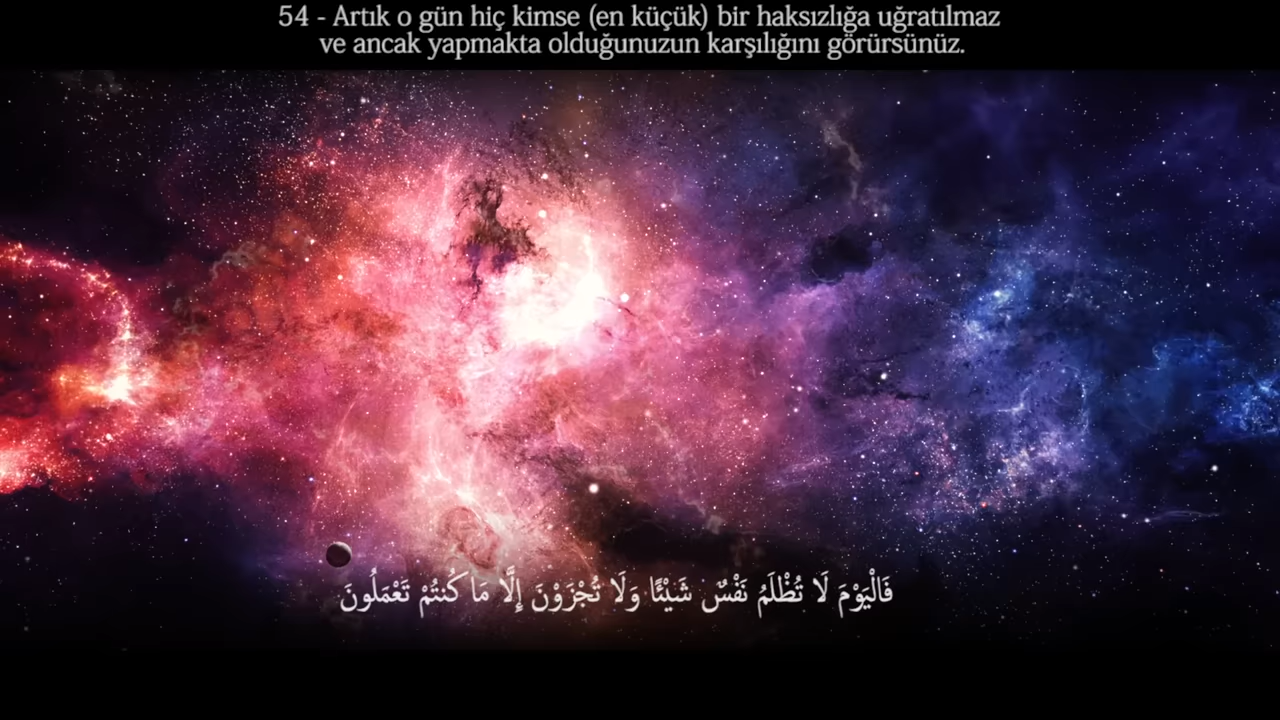 54 - Artık o gün hiç kimse (en küçük) bir haksızlığa uğratılmaz
ve ancak yapmakta olduğunuzun karşılığını görürsünüz.
فَالْيَوْمَ لَا تُظْلَمُ نَفْسٌ شَيْئًا وَلَا تُجْزَوْنَ إِلَّا مَا كُنتُمْ تَعْمَلُونَ